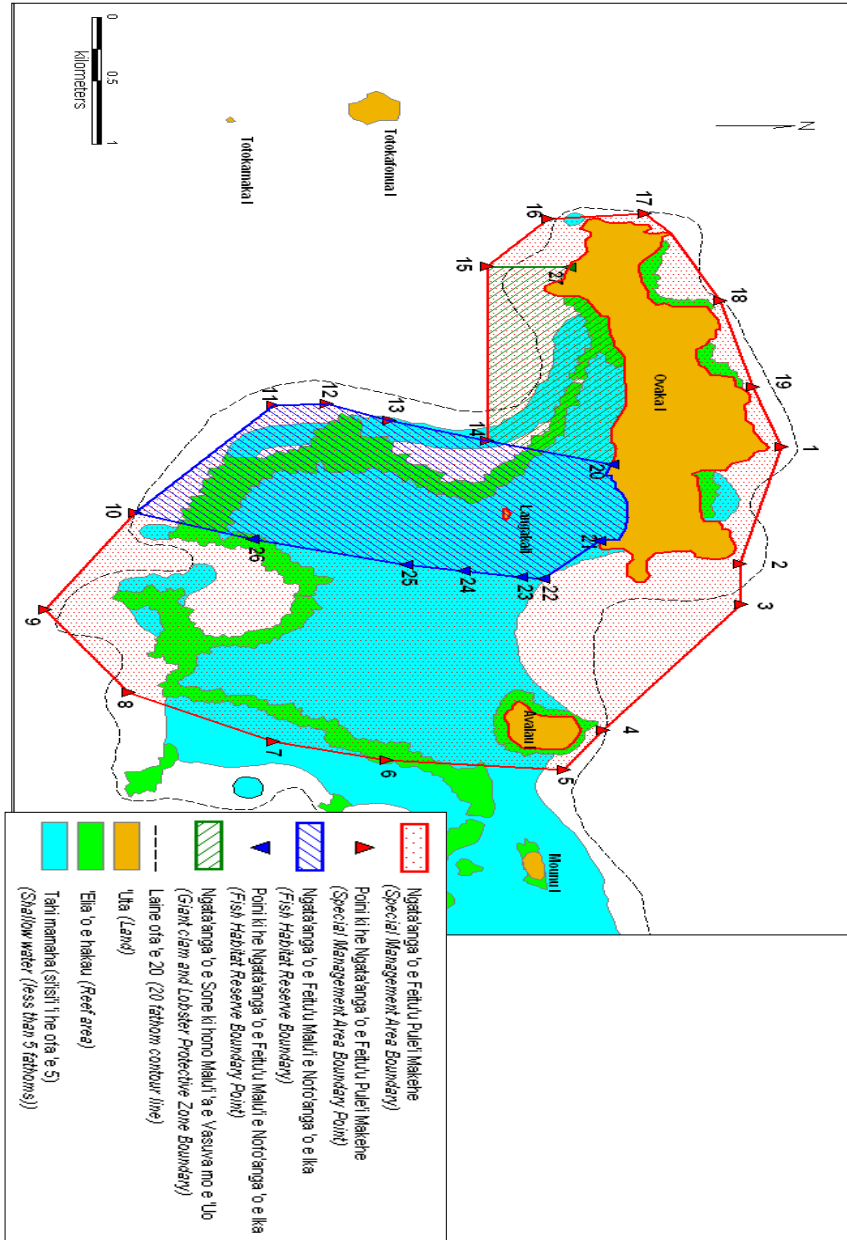 0 0.5 1
kilometers
N
Totokafonua I
Totokamaka I
Ovaka I
Langakali
Avalau I
Mounu I
1
2
3
4
5
6
7
8
9
10
11
12
13
14
15
16
17
18
19
20
21
22
23
24
25
26
27
Ngata'anga 'o e Feitu'u Pule'i Makehe
(Special Management Area Boundary)
Poini ki he Ngata'anga 'o e Feitu'u Pule'i Makehe
(Special Management Area Boundary Point)
Ngata'anga 'o e Feitu'u Malu'i e Nofo'anga 'o e Ika
(Fish Habitat Reserve Boundary)
Poini ki he Ngata'anga 'o e Feitu'u Malu'i e Nofo'anga 'o e Ika
(Fish Habitat Reserve Boundary Point)
Ngata'anga 'o e Sone ki hono Malu'i 'a e Vasuva mo e 'Uo
(Giant clam and Lobster Protective Zone Boundary)
Laine ofa 'e 20 (20 fathom contour line)
'Uta (Land)
'Elia 'o e hakau (Reef area)
Tahi mamaha (si'isi'i 'i he ofa 'e 5)
(Shallow water (less than 5 fathoms))